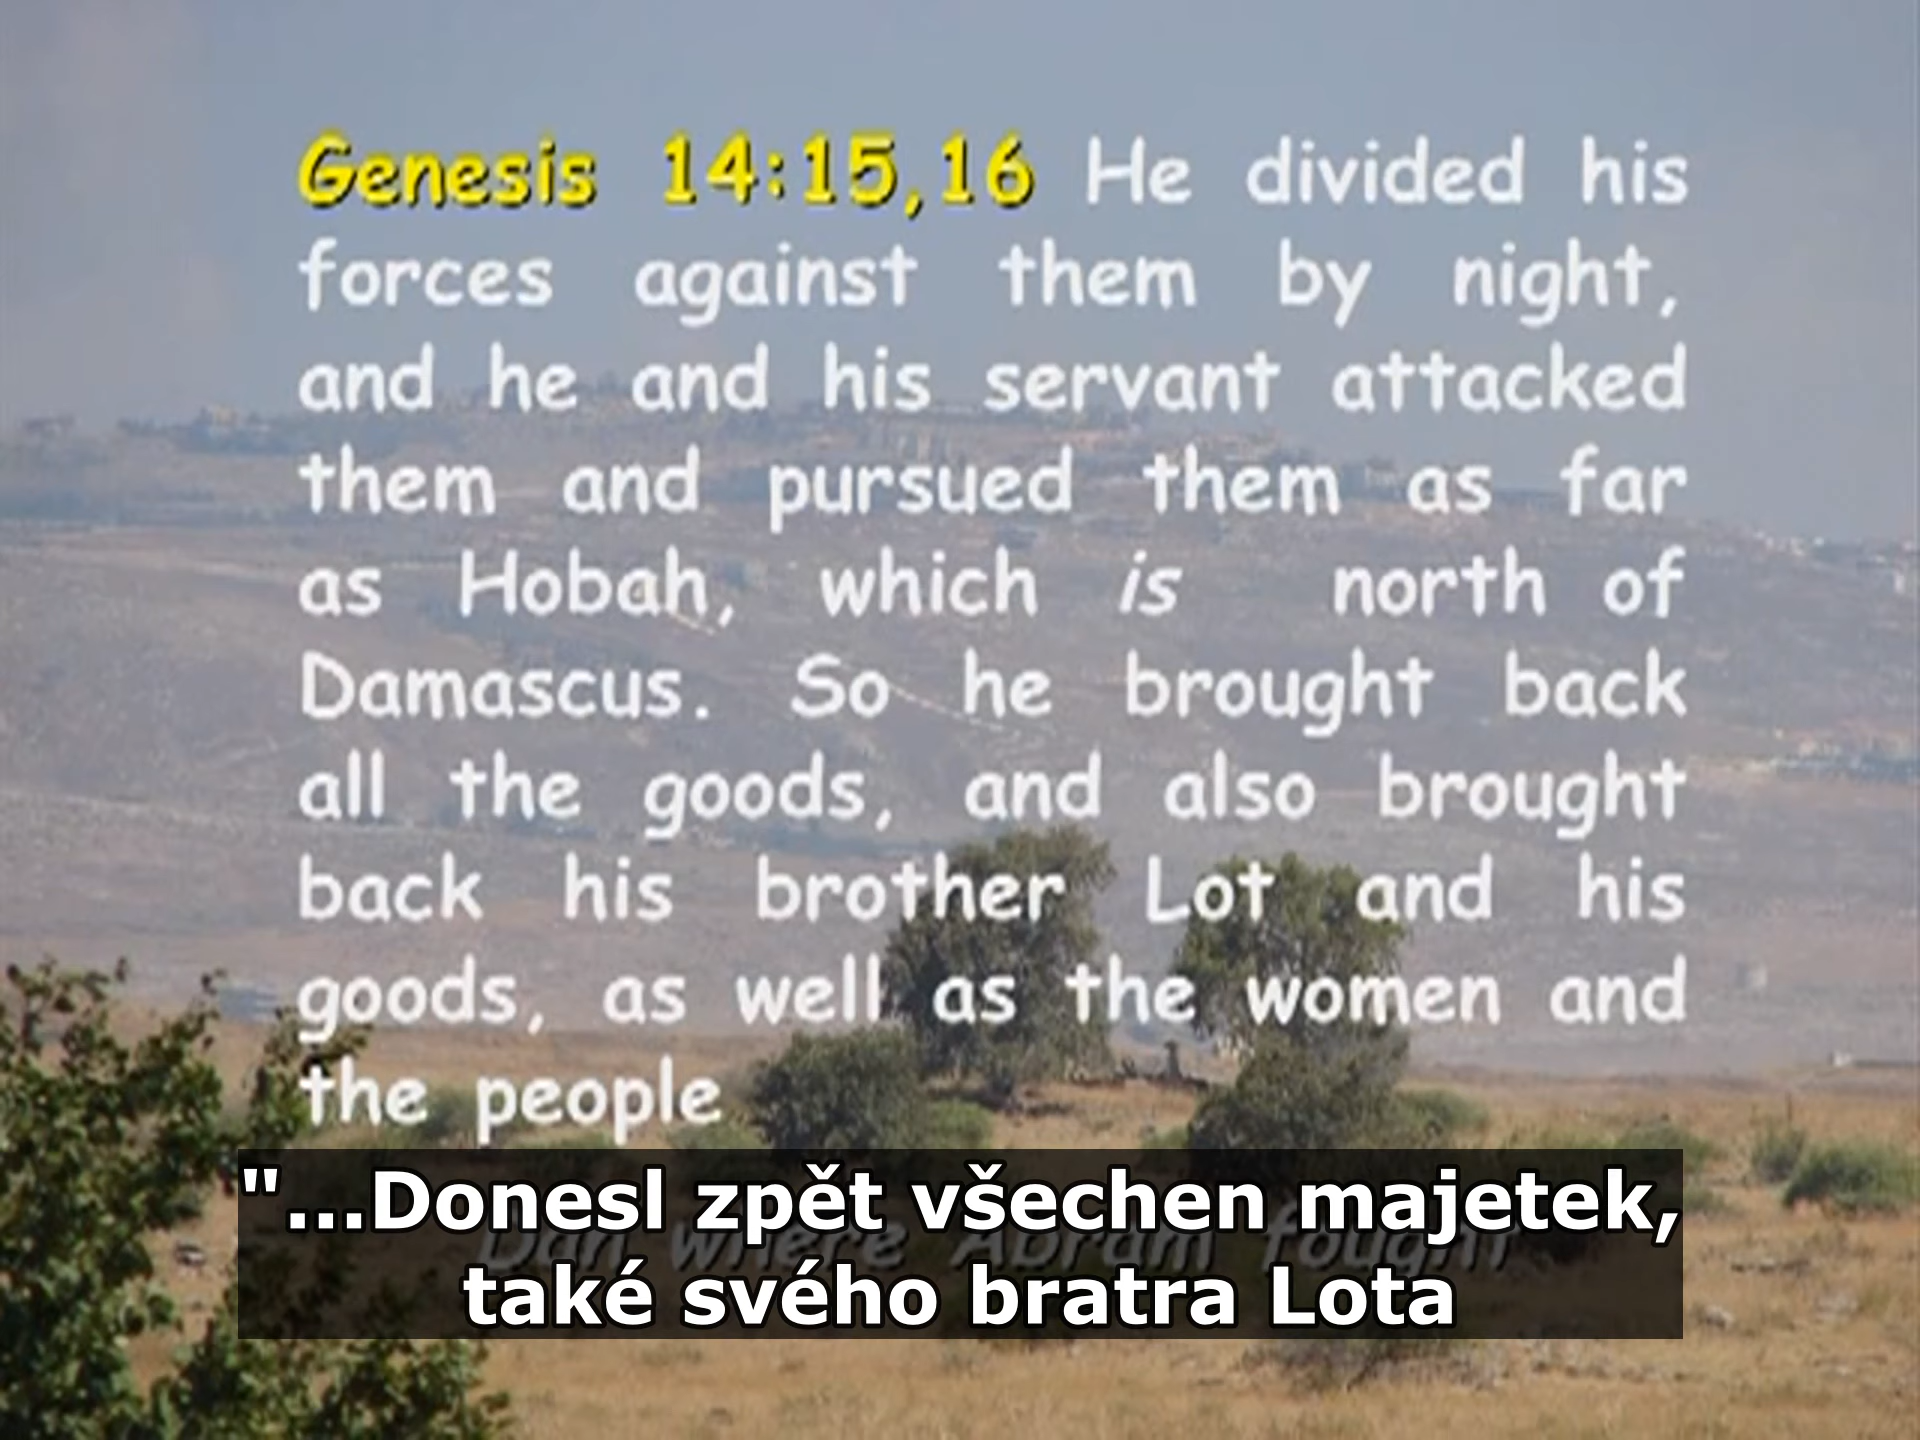 Genesis 14:15,16 He divided his
forces against them by night,
and he and his servant attacked
them and pursued them as far
as Hobah, which is north of
Damascus. So he brought back
all the goods, and also brought
back his brother Lot and his
goods, as well as the women and
the people
"...Donesl zpět všechen majetek,
Dan where Abram fought
také svého bratra Lota